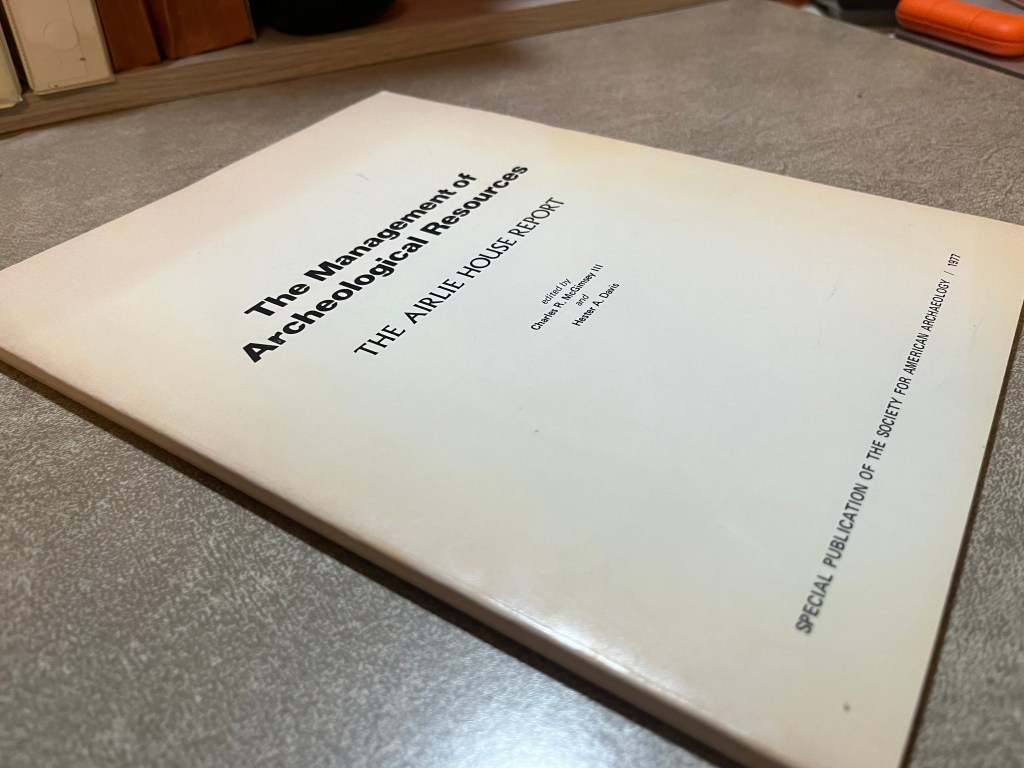 The Management of
Archeological Resources
THE AIRLIE HOUSE REPORT
edited by
Charles R. McGimsey III
and
Hester A. Davis
SPECIAL PUBLICATION OF THE SOCIETY FOR AMERICAN ARCHAEOLOGY / 1977